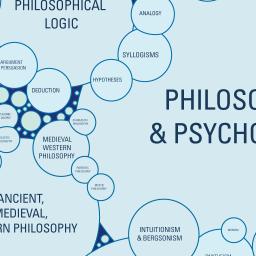 PHILOSOPHICAL
LOGIC
ANALOGY
SYLLOGISMS
ARGUMENT
PERSUASION
HYPOTHESES
DEDUCTION
PHILOSO
& PSYCHO
MEDIEVAL
WESTERN
PHILOSOPHY
ANCIENT,
MEDIEVAL,
RN PHILOSOPHY
INTUITIONISM
& BERGSONISM